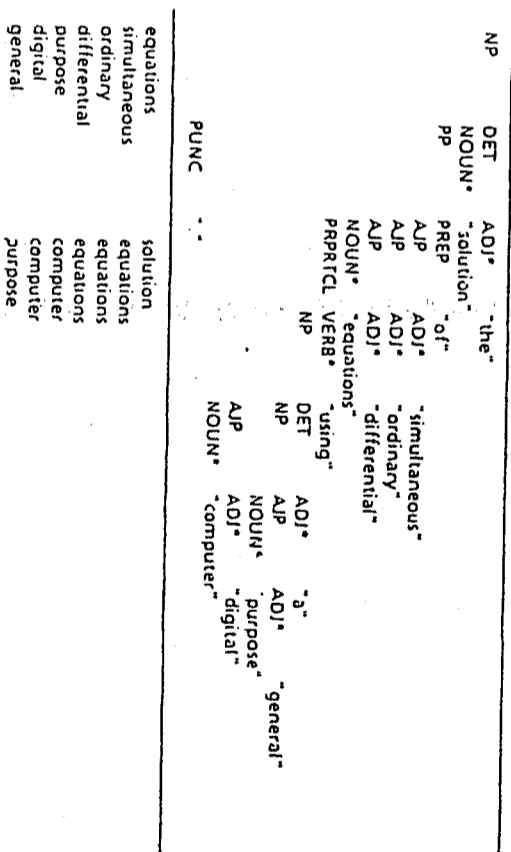 NP DET ADJ* "the"
NOUN* "solution"
PP PREP "of"
AJP ADJ* "simultaneous"
AJP ADJ* "ordinary"
AJP ADJ* "differential"
NOUN* "equations"
PRPRTCL VERB* "using"
NP DET ADJ* "a"
NP AJP ADJ* "general"
NOUN* "purpose"
AJP ADJ* "digital"
NOUN* "computer"
PUNC "."
equations solution
simultaneous equations
ordinary equations
differential equations
purpose computer
digital computer
general purpose